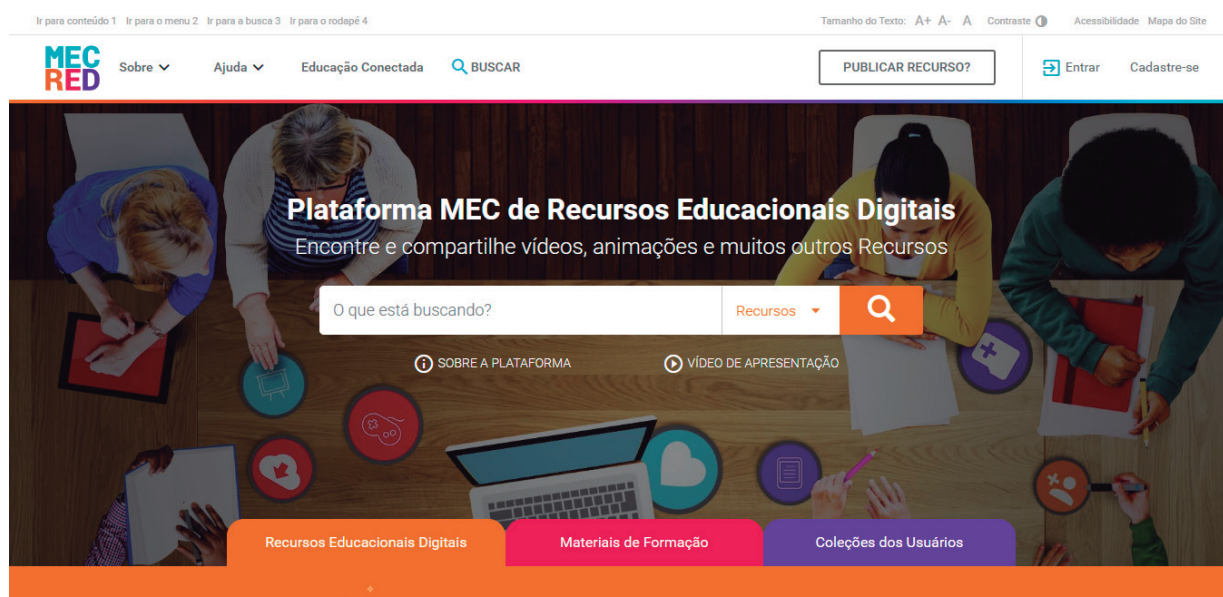 Ir para conteúdo 1 Ir para o menu 2 Ir para a busca 3 Ir para o rodapé 4 Tamanho do Texto: A+ A- A Contraste Acessibilidade Mapa do Site
MEC
RED
Sobre Ajuda Educação Conectada BUSCAR PUBLICAR RECURSO? Entrar Cadastre-se
Plataforma MEC de Recursos Educacionais Digitais
Encontre e compartilhe vídeos, animações e muitos outros Recursos
O que está buscando? Recursos
SOBRE A PLATAFORMA VÍDEO DE APRESENTAÇÃO
Recursos Educacionais Digitais Materiais de Formação Coleções dos Usuários